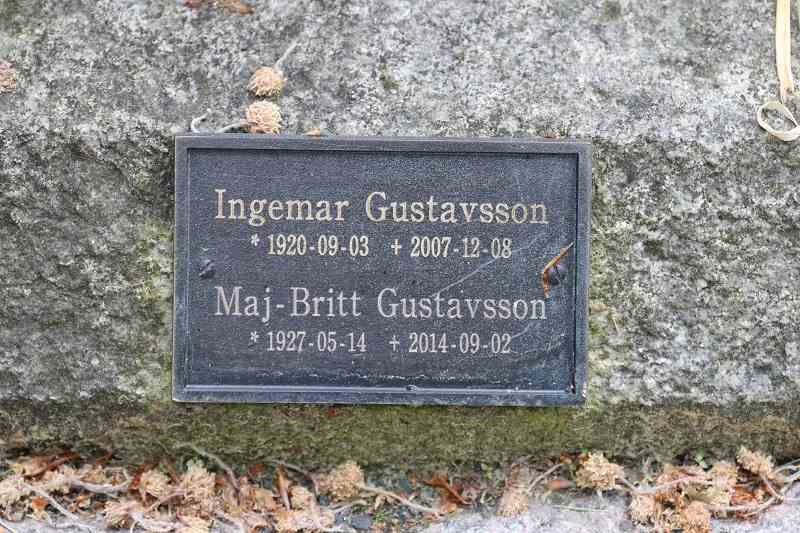 Ingemar Gustavsson
* 1920-09-03 + 2007-12-08
Maj-Britt Gustavsson
* 1927-05-14 + 2014-09-02